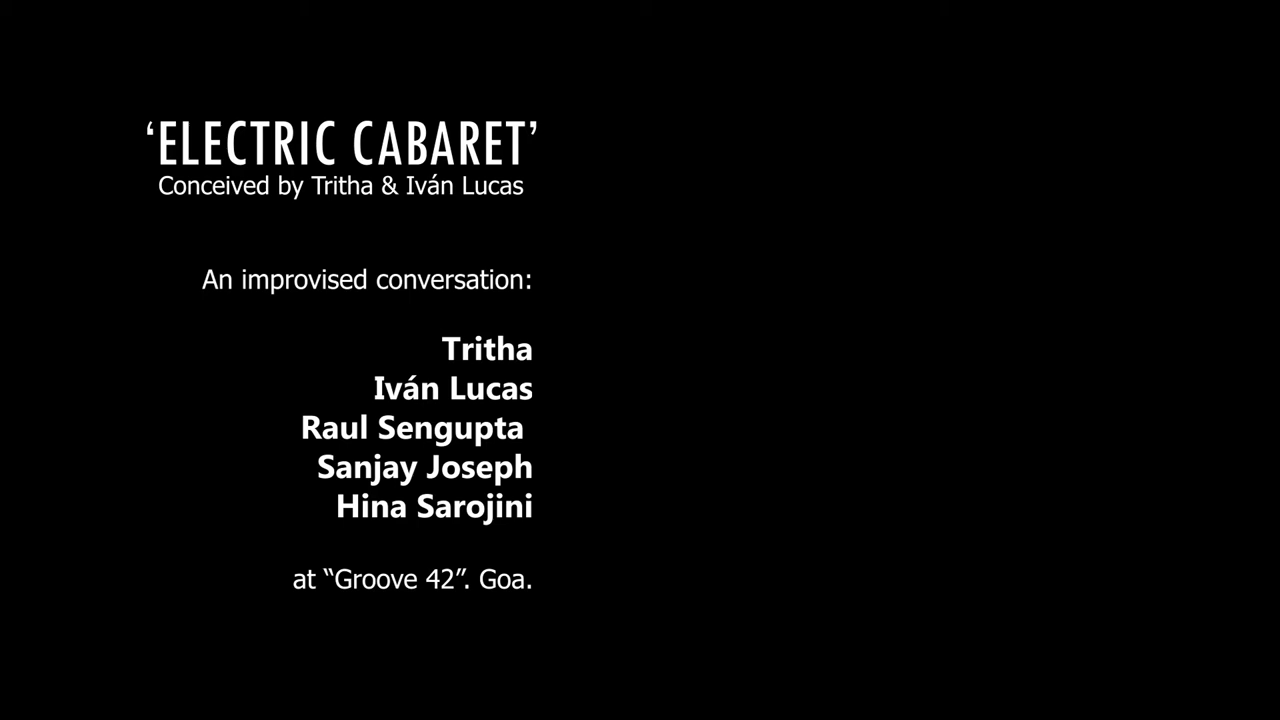 ‘ELECTRIC CABARET’
Conceived by Tritha & Iván Lucas
An improvised conversation:
Tritha
Iván Lucas
Raul Sengupta
Sanjay Joseph
Hina Sarojini
at “Groove 42”. Goa.